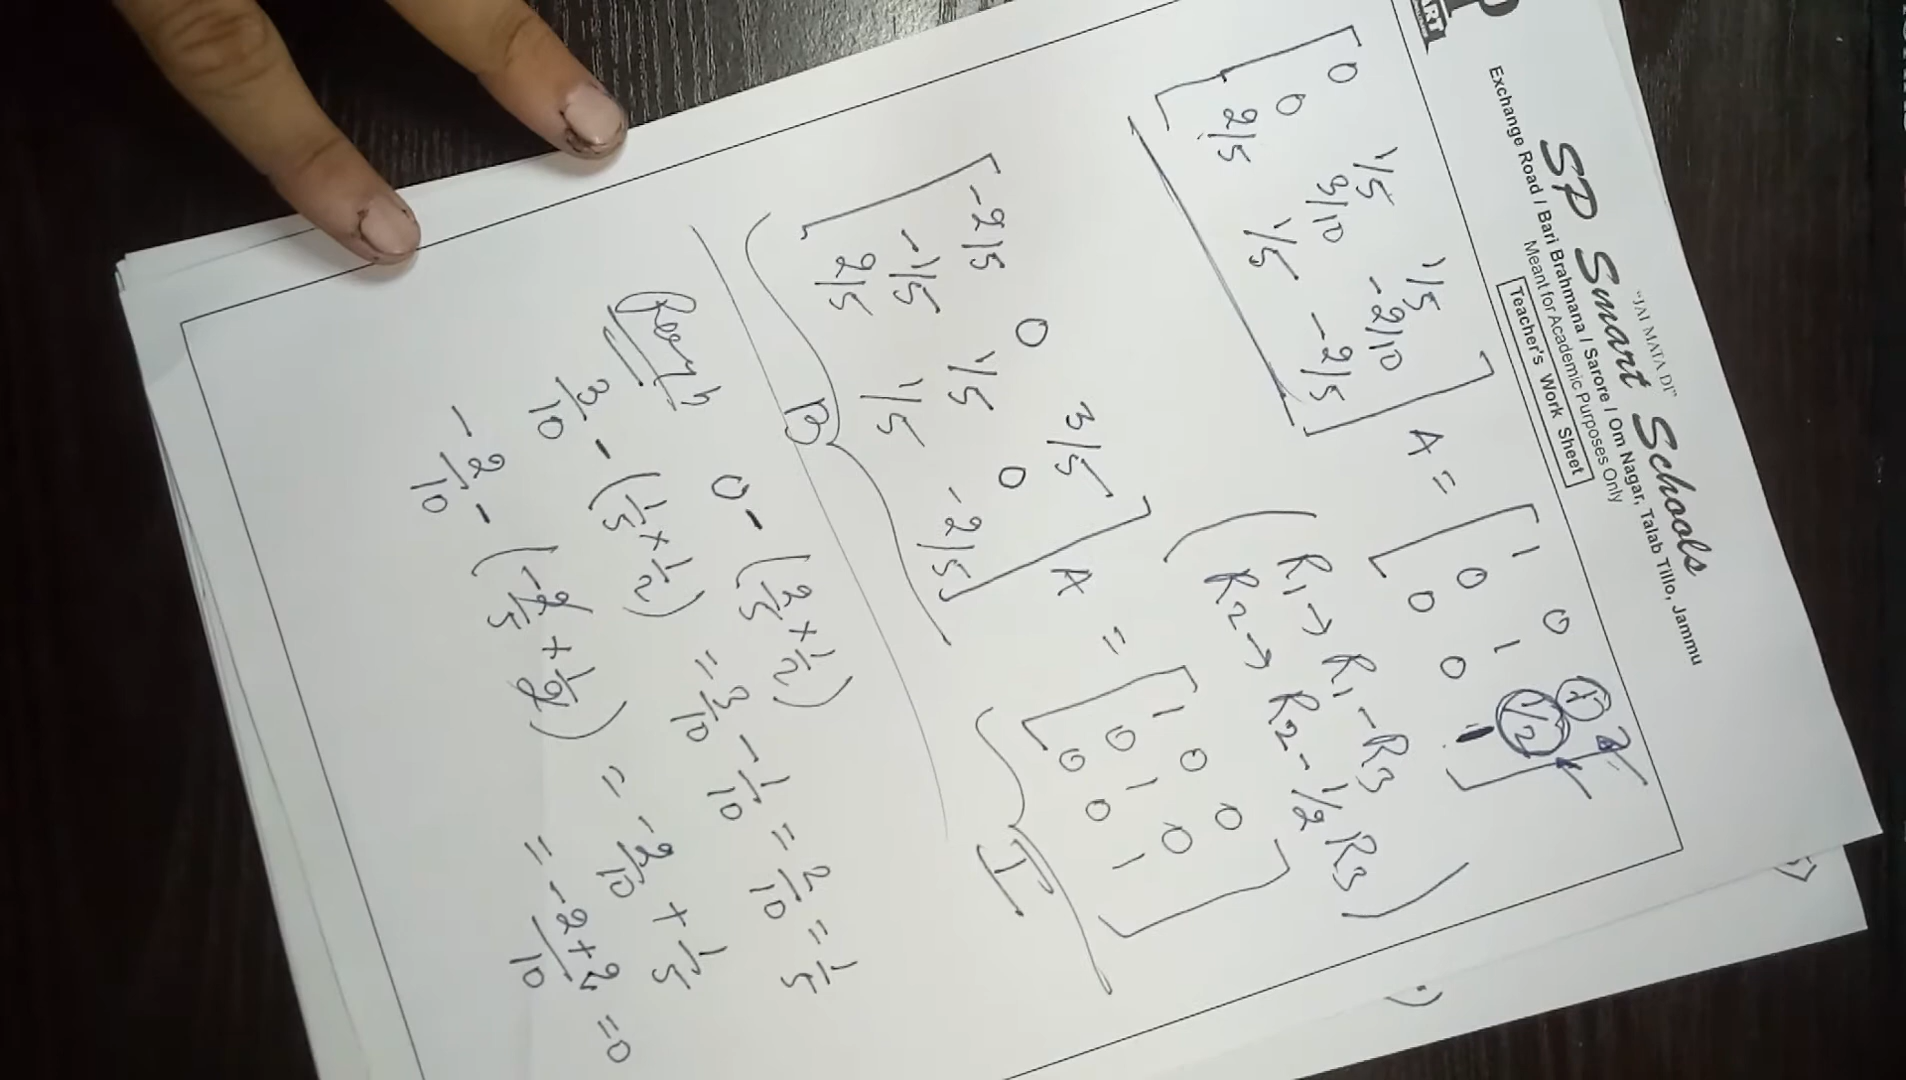 "JAI MATA DI"
SP Smart Schools
Exchange Road / Bari Brahmana / Sarore / Om Nagar, Talab Tillo, Jammu
Meant for Academic Purposes Only
Teacher's Work Sheet
[ 0 1/5 1/5 ] [ 1 0 1 ]
[ 0 3/10 -2/10 ] A = [ 0 1 1/2 ]
[ 2/5 1/5 -2/5 ] [ 0 0 1 ]
( R1 → R1 - R3
R2 → R2 - 1/2 R3 )
[ -2/5 0 3/5 ] [ 1 0 0 ]
[ -1/5 1/5 0 ] A = [ 0 1 0 ]
[ 2/5 1/5 -2/5 ] [ 0 0 1 ]
B I
Rough
0 - (2/5 × 1/2)
3/10 - (1/5 × 1/2) = 3/10 - 1/10 = 2/10 = 1/5
-2/10 - (-2/5 × 1/2) = -2/10 + 1/5
= -2+2/10 = 0